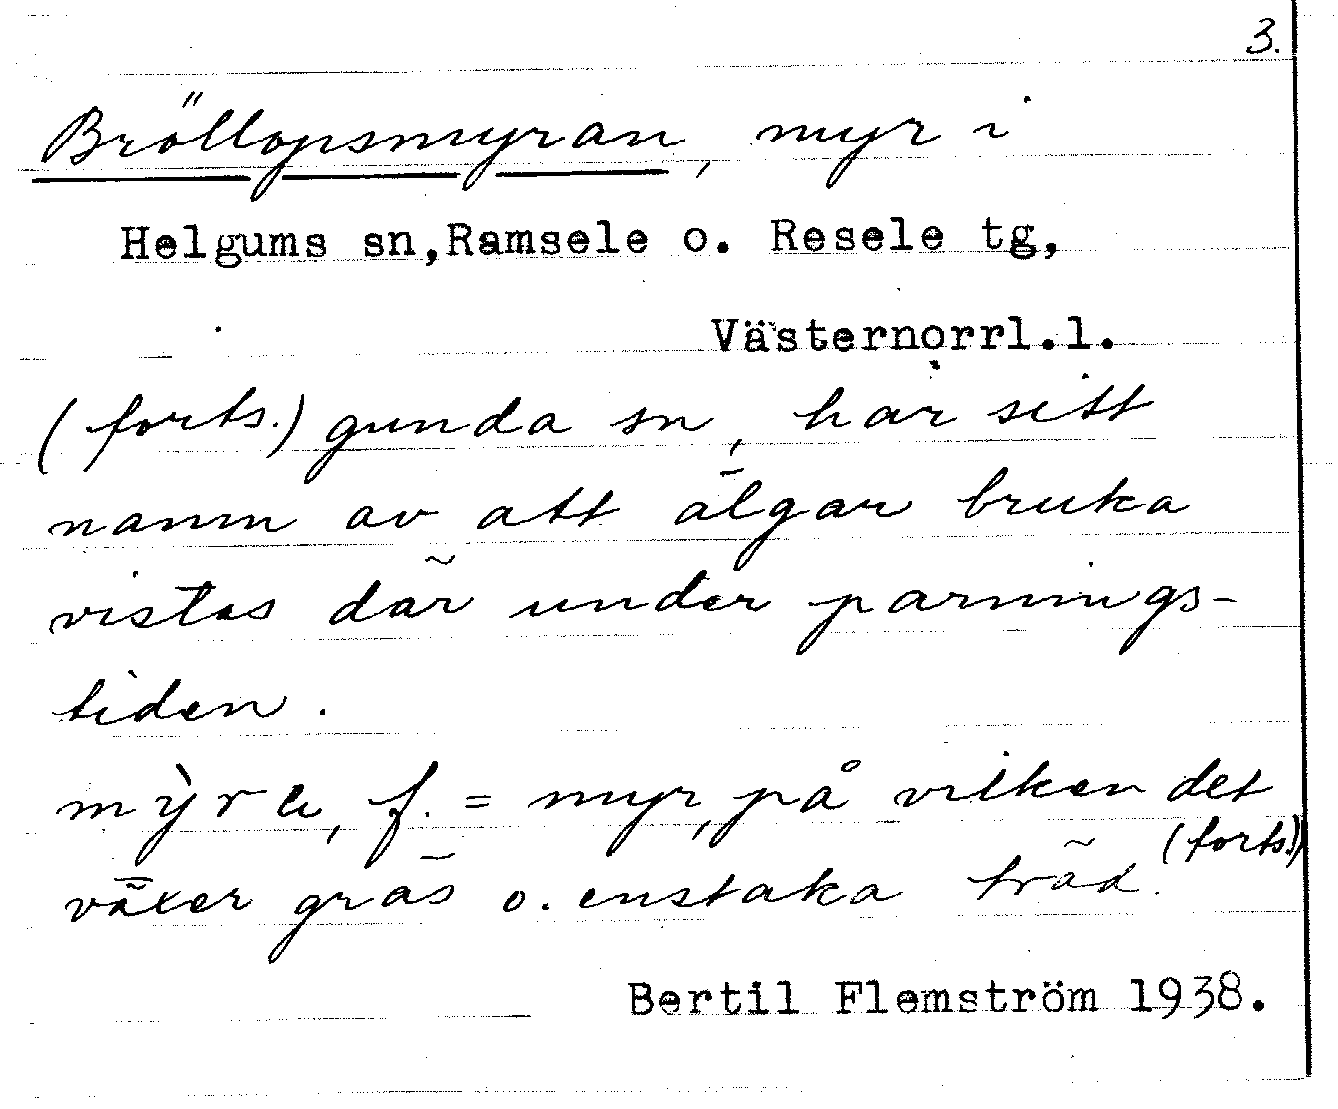 3.
Bröllopsmyran, myr i
Helgums sn, Ramsele o. Resele tg,
Västernorrl.l.
(forts.) gunda sn, har sitt
namn av att älgar bruka
vistas där under parnings-
tiden.
mỳra, f. = myr, på vilken det
växer gräs o. enstaka träd. (forts.)
Bertil Flemström 1938.